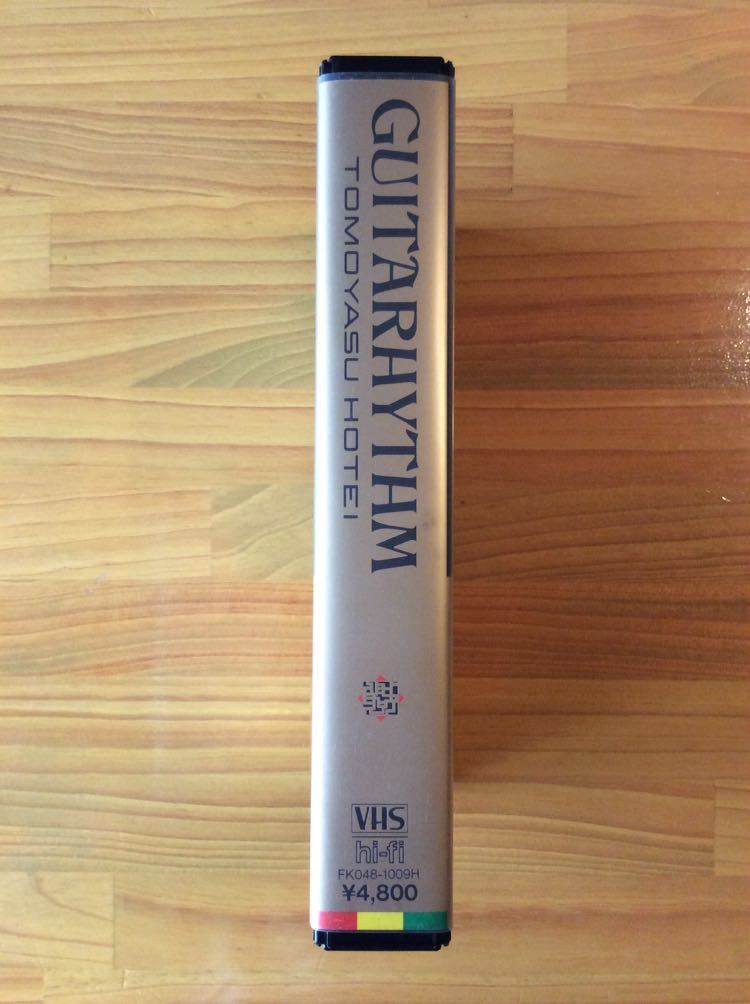 GUITARHYTHM
TOMOYASU HOTEI
VHS
hi-fi
FK048-1009H
¥4,800